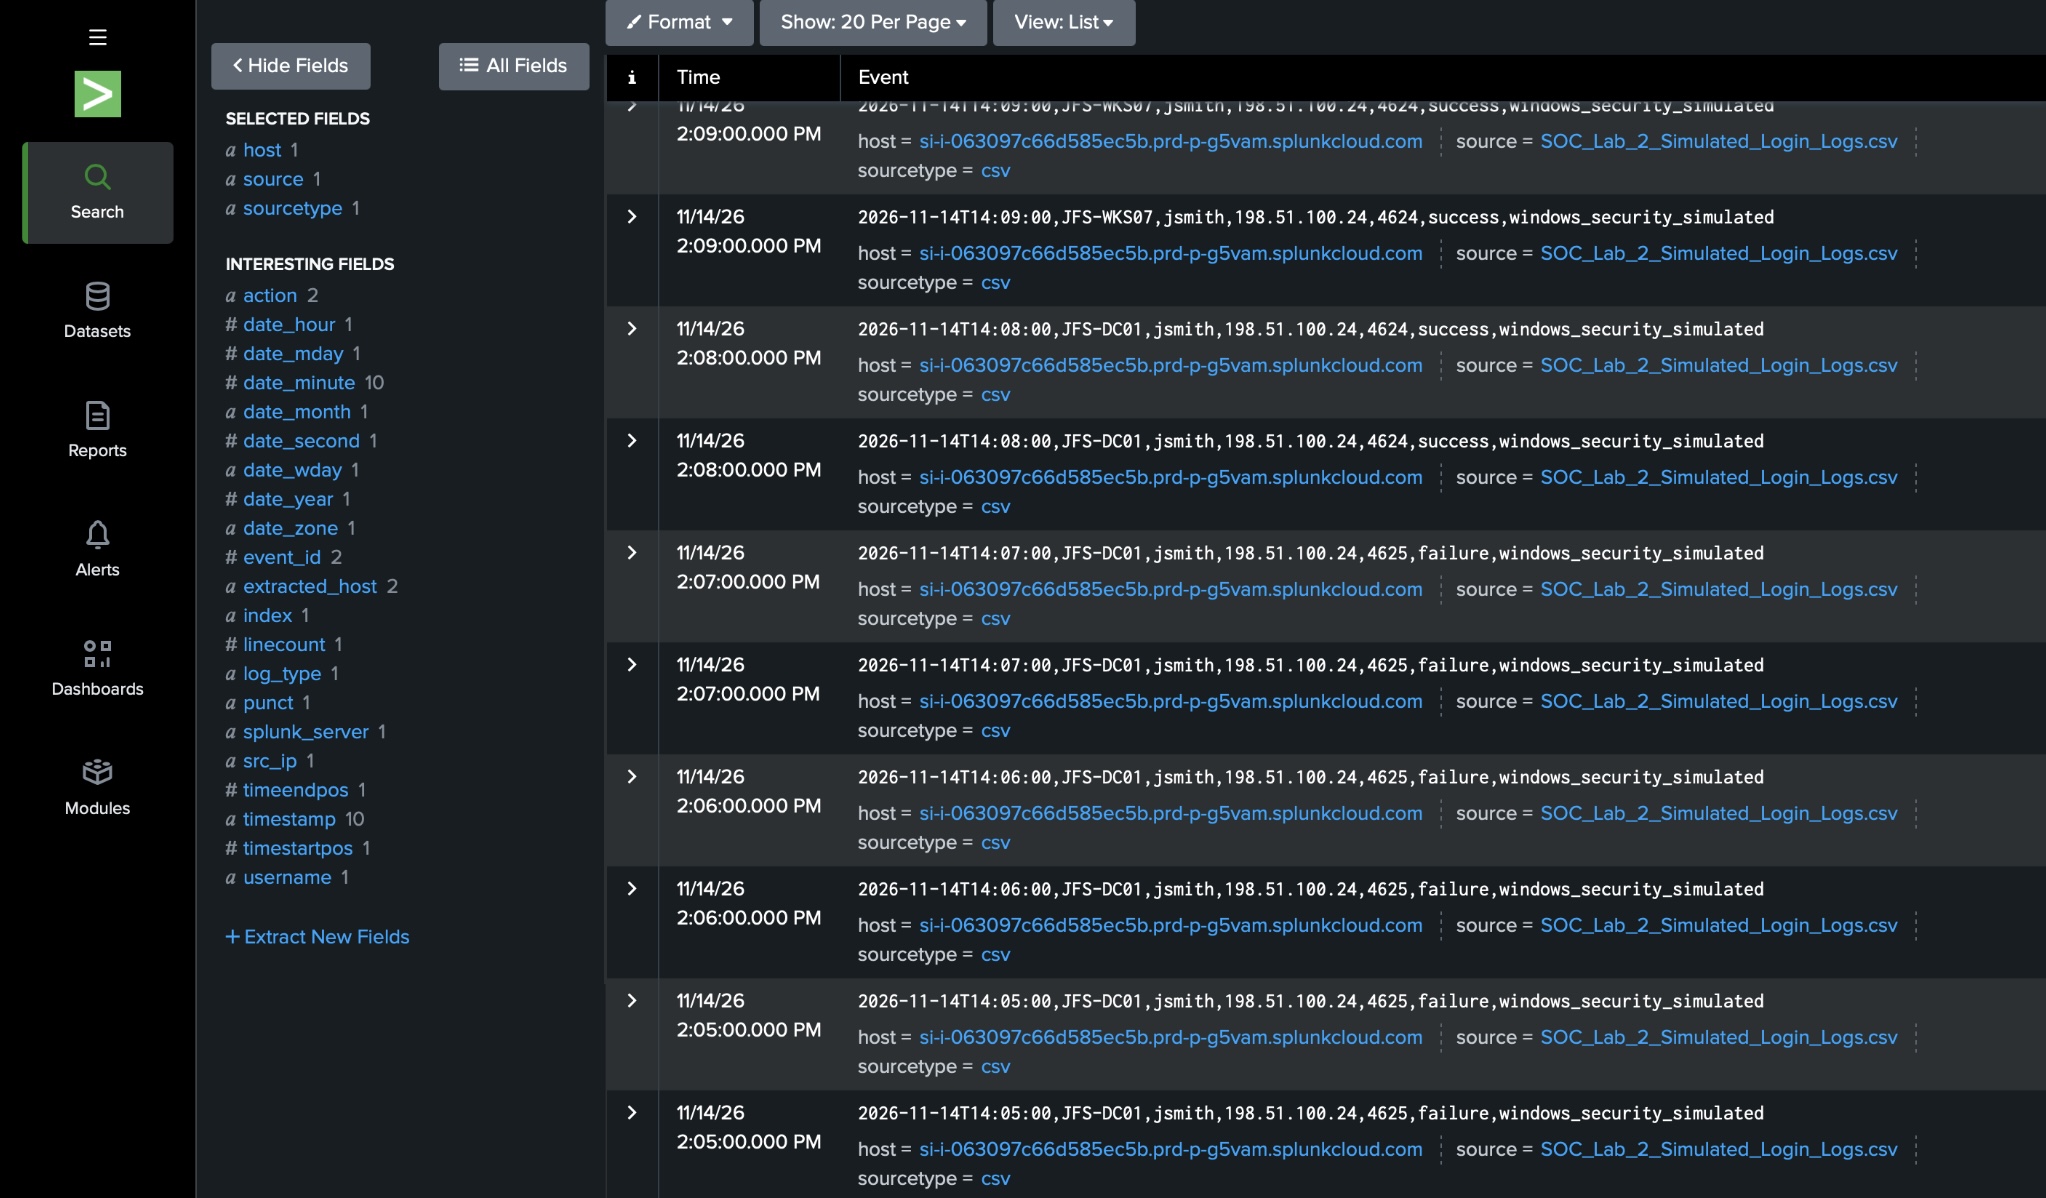 Format
Show: 20 Per Page
View: List
Hide Fields
All Fields
Search
Datasets
Reports
Alerts
Dashboards
Modules
SELECTED FIELDS
a host 1
a source 1
a sourcetype 1
INTERESTING FIELDS
a action 2
# date_hour 1
# date_mday 1
# date_minute 10
a date_month 1
# date_second 1
a date_wday 1
# date_year 1
a date_zone 1
# event_id 2
a extracted_host 2
a index 1
# linecount 1
a log_type 1
a punct 1
a splunk_server 1
a src_ip 1
# timeendpos 1
a timestamp 10
# timestartpos 1
a username 1
+ Extract New Fields
i Time Event
11/14/26 2026-11-14T14:09:00,JFS-WKS07,jsmith,198.51.100.24,4624,success,windows_security_simulated
2:09:00.000 PM host = si-i-063097c66d585ec5b.prd-p-g5vam.splunkcloud.com source = SOC_Lab_2_Simulated_Login_Logs.csv
sourcetype = csv
11/14/26 2026-11-14T14:09:00,JFS-WKS07,jsmith,198.51.100.24,4624,success,windows_security_simulated
2:09:00.000 PM host = si-i-063097c66d585ec5b.prd-p-g5vam.splunkcloud.com source = SOC_Lab_2_Simulated_Login_Logs.csv
sourcetype = csv
11/14/26 2026-11-14T14:08:00,JFS-DC01,jsmith,198.51.100.24,4624,success,windows_security_simulated
2:08:00.000 PM host = si-i-063097c66d585ec5b.prd-p-g5vam.splunkcloud.com source = SOC_Lab_2_Simulated_Login_Logs.csv
sourcetype = csv
11/14/26 2026-11-14T14:08:00,JFS-DC01,jsmith,198.51.100.24,4624,success,windows_security_simulated
2:08:00.000 PM host = si-i-063097c66d585ec5b.prd-p-g5vam.splunkcloud.com source = SOC_Lab_2_Simulated_Login_Logs.csv
sourcetype = csv
11/14/26 2026-11-14T14:07:00,JFS-DC01,jsmith,198.51.100.24,4625,failure,windows_security_simulated
2:07:00.000 PM host = si-i-063097c66d585ec5b.prd-p-g5vam.splunkcloud.com source = SOC_Lab_2_Simulated_Login_Logs.csv
sourcetype = csv
11/14/26 2026-11-14T14:07:00,JFS-DC01,jsmith,198.51.100.24,4625,failure,windows_security_simulated
2:07:00.000 PM host = si-i-063097c66d585ec5b.prd-p-g5vam.splunkcloud.com source = SOC_Lab_2_Simulated_Login_Logs.csv
sourcetype = csv
11/14/26 2026-11-14T14:06:00,JFS-DC01,jsmith,198.51.100.24,4625,failure,windows_security_simulated
2:06:00.000 PM host = si-i-063097c66d585ec5b.prd-p-g5vam.splunkcloud.com source = SOC_Lab_2_Simulated_Login_Logs.csv
sourcetype = csv
11/14/26 2026-11-14T14:06:00,JFS-DC01,jsmith,198.51.100.24,4625,failure,windows_security_simulated
2:06:00.000 PM host = si-i-063097c66d585ec5b.prd-p-g5vam.splunkcloud.com source = SOC_Lab_2_Simulated_Login_Logs.csv
sourcetype = csv
11/14/26 2026-11-14T14:05:00,JFS-DC01,jsmith,198.51.100.24,4625,failure,windows_security_simulated
2:05:00.000 PM host = si-i-063097c66d585ec5b.prd-p-g5vam.splunkcloud.com source = SOC_Lab_2_Simulated_Login_Logs.csv
sourcetype = csv
11/14/26 2026-11-14T14:05:00,JFS-DC01,jsmith,198.51.100.24,4625,failure,windows_security_simulated
2:05:00.000 PM host = si-i-063097c66d585ec5b.prd-p-g5vam.splunkcloud.com source = SOC_Lab_2_Simulated_Login_Logs.csv
sourcetype = csv